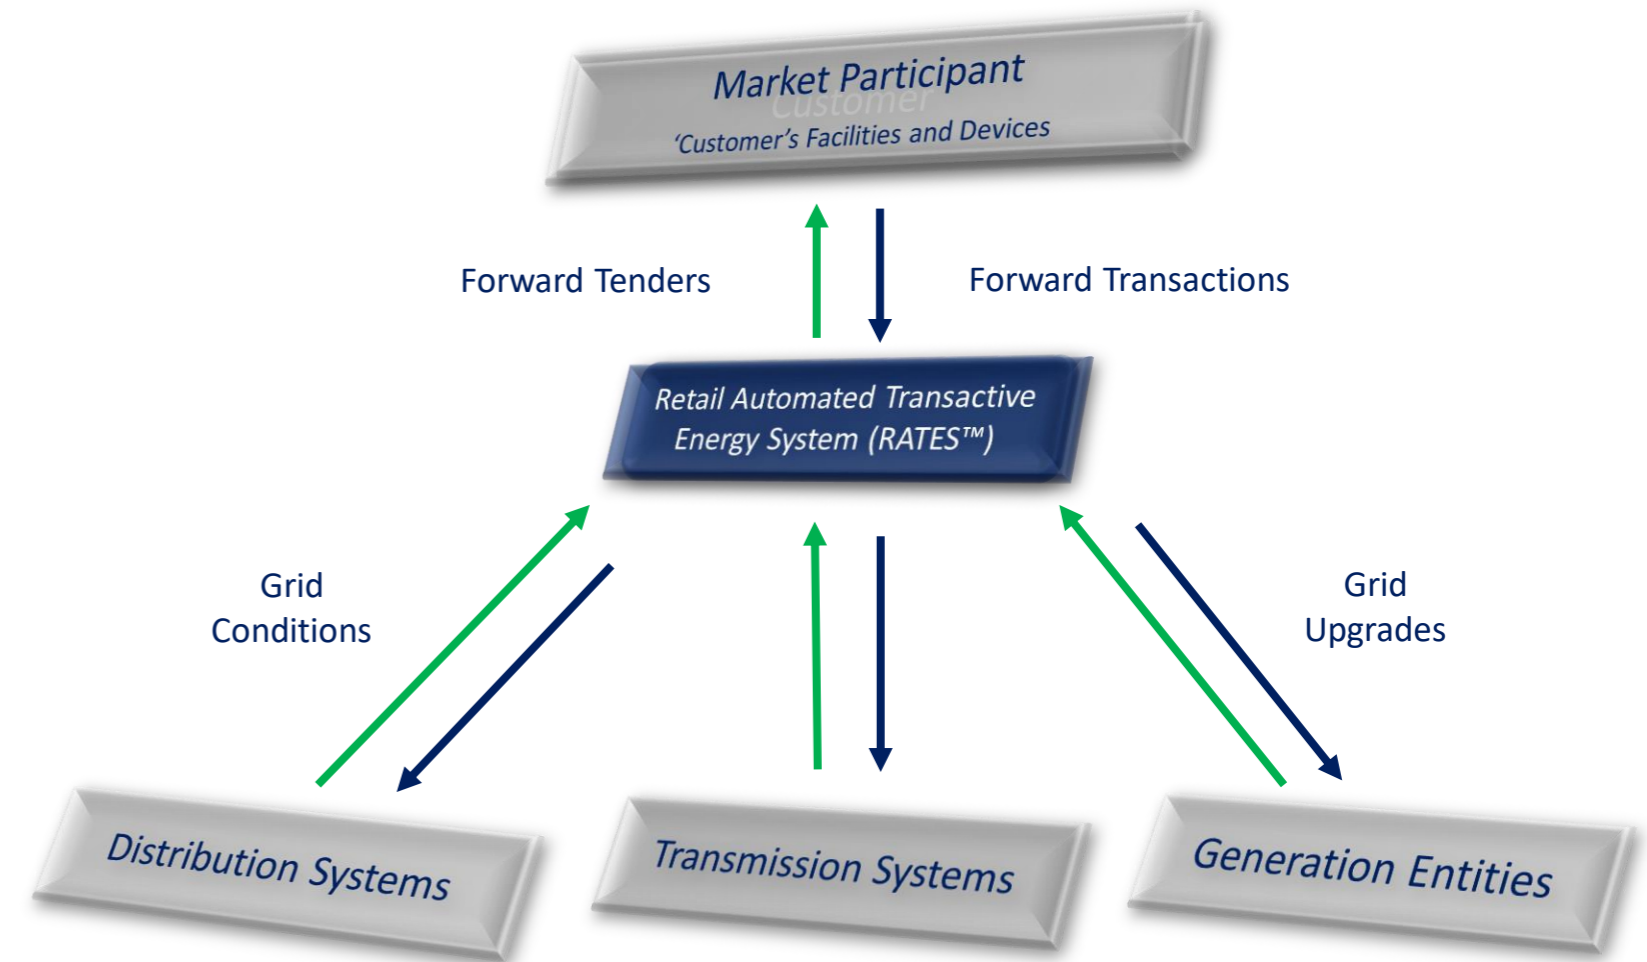 Market Participant
Customer
‘Customer’s Facilities and Devices
Forward Tenders
Forward Transactions
Retail Automated Transactive
Energy System (RATES™)
Grid
Conditions
Grid
Upgrades
Distribution Systems
Transmission Systems
Generation Entities